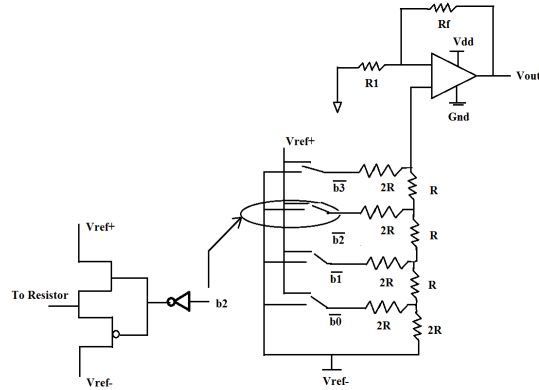 Rf
Vdd
R1
Vout
Gnd
Vref+
b3
2R
R
Vref+
b2
2R
R
To Resistor
b2
b1
2R
R
b0
2R
2R
Vref-
Vref-